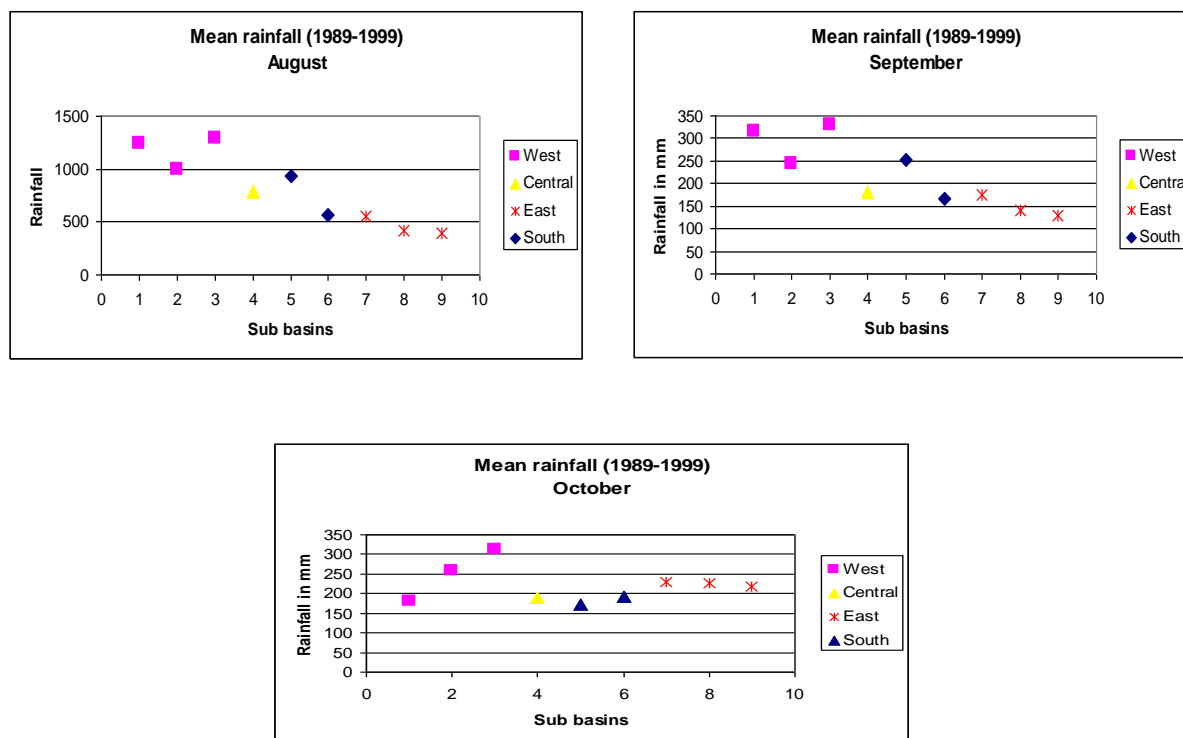 Mean rainfall (1989-1999)
August
Rainfall
1500
1000
500
0
0 1 2 3 4 5 6 7 8 9 10
Sub basins
West
Central
East
South
Mean rainfall (1989-1999)
September
Rainfall in mm
350
300
250
200
150
100
50
0
0 1 2 3 4 5 6 7 8 9 10
Sub basins
West
Central
East
South
Mean rainfall (1989-1999)
October
Rainfall in mm
350
300
250
200
150
100
50
0
0 2 4 6 8 10
Sub basins
West
Central
East
South